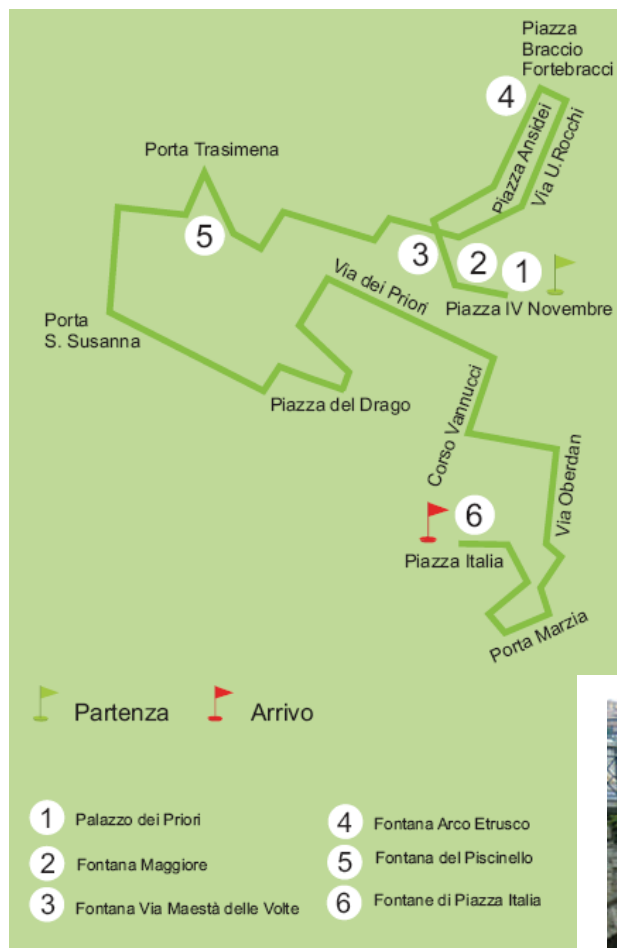 Piazza
Braccio
Fortebracci
4
Piazza Ansidei
Via U.Rocchi
Porta Trasimena
5
3
2
1
Piazza IV Novembre
Via dei Priori
Porta
S. Susanna
Piazza del Drago
Corso Vannucci
Via Oberdan
6
Piazza Italia
Porta Marzia
Partenza
Arrivo
1 Palazzo dei Priori
2 Fontana Maggiore
3 Fontana Via Maestà delle Volte
4 Fontana Arco Etrusco
5 Fontana del Piscinello
6 Fontane di Piazza Italia